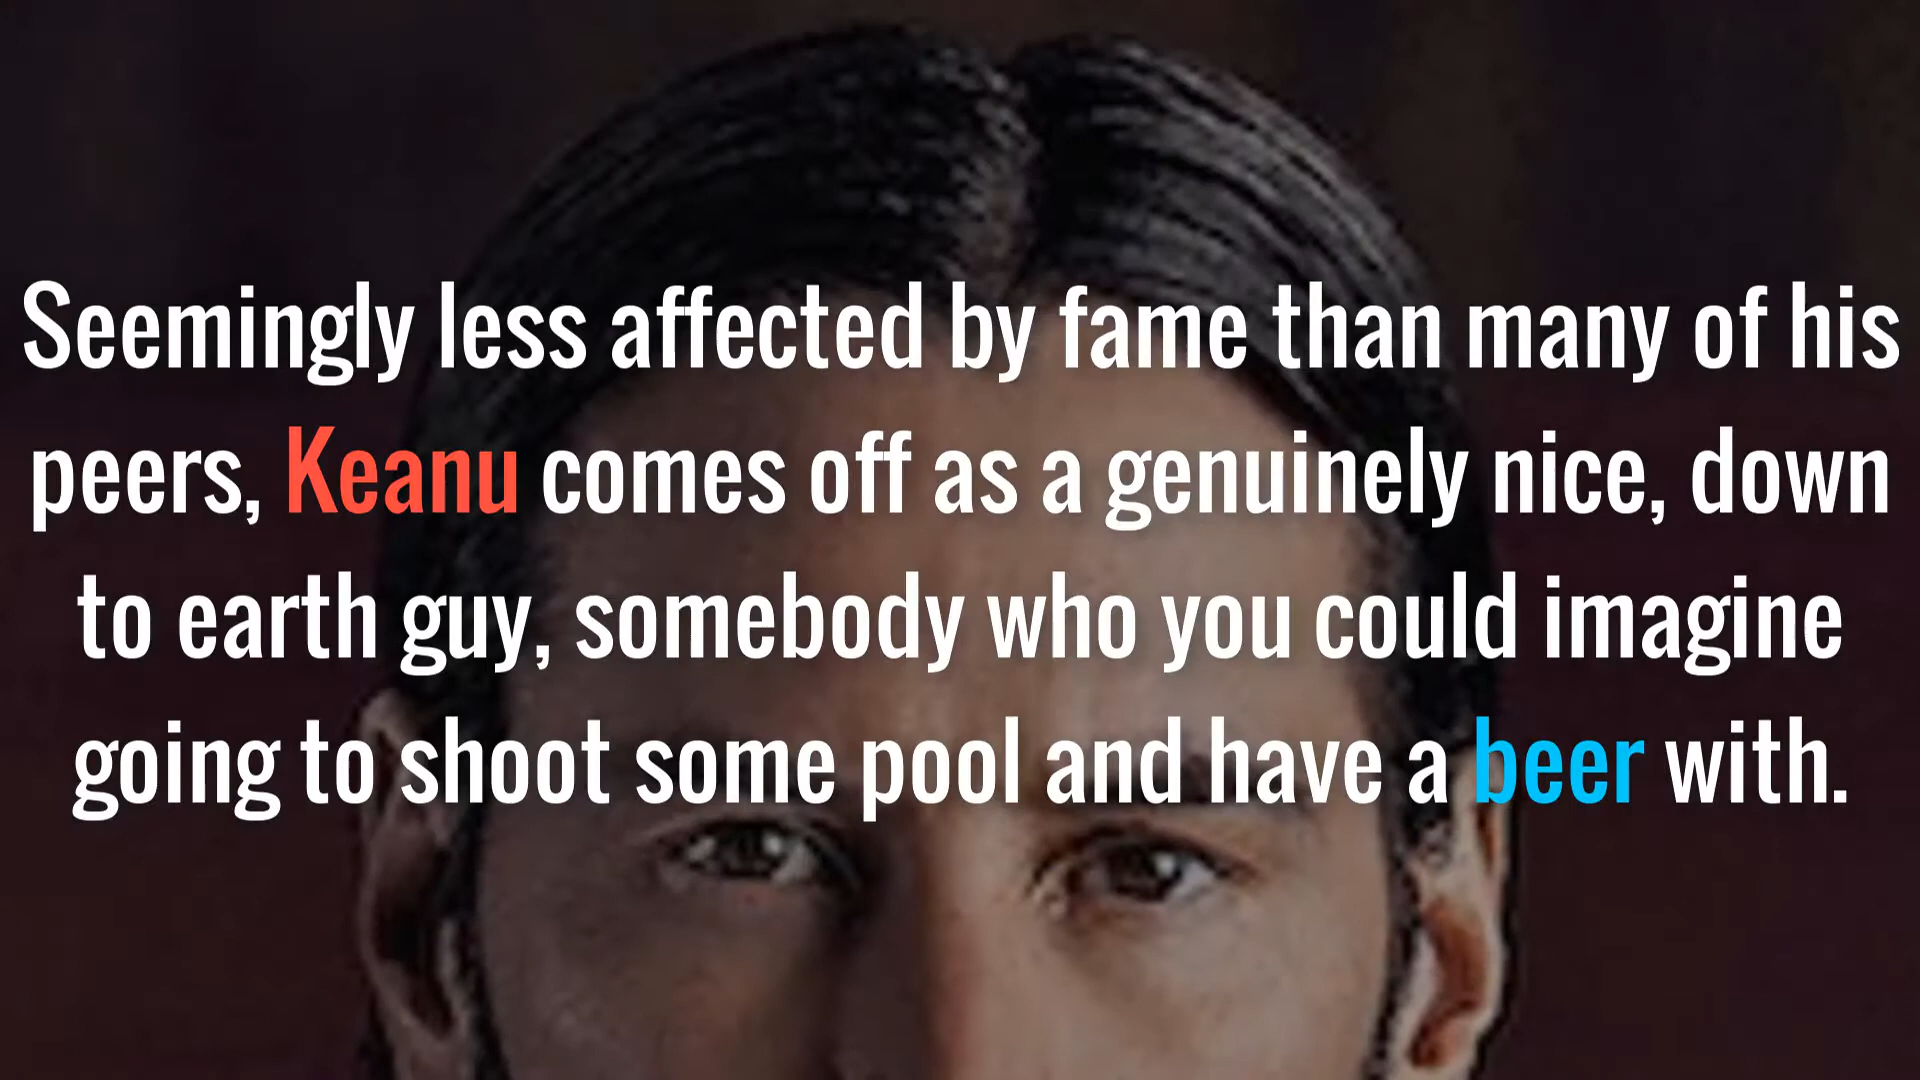 Seemingly less affected by fame than many of his
peers, Keanu comes off as a genuinely nice, down
to earth guy, somebody who you could imagine
going to shoot some pool and have a beer with.